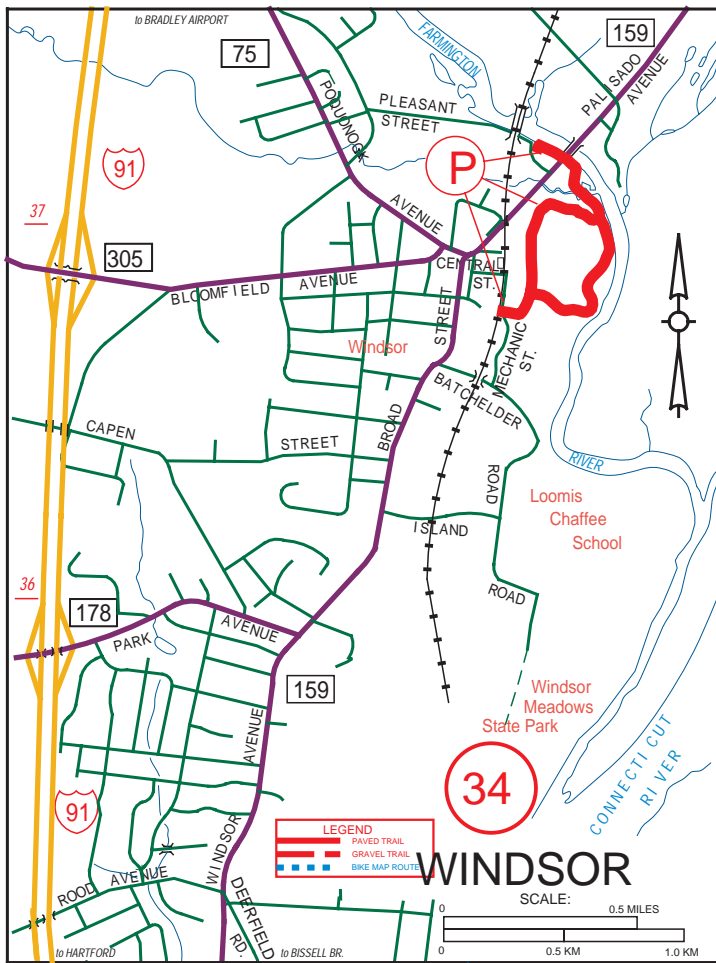 to BRADLEY AIRPORT
75
FARMINGTON
159
PALISADO
AVENUE
POQUONOCK
AVENUE
PLEASANT
STREET
P
91
37
305
BLOOMFIELD AVENUE
CENTRAL
ST.
STREET
MECHANIC
ST.
Windsor
BATCHELDER
ROAD
BROAD
CAPEN
STREET
RIVER
Loomis
Chaffee
School
ISLAND
ROAD
36
178
PARK
AVENUE
159
Windsor
Meadows
State Park
CONNECTICUT
RIVER
34
91
WINDSOR
AVENUE
LEGEND
PAVED TRAIL
GRAVEL TRAIL
BIKE MAP ROUTE
WINDSOR
SCALE:
0 0.5 MILES
0 0.5 KM 1.0 KM
ROOD AVENUE
DEERFIELD
RD.
to HARTFORD
to BISSELL BR.